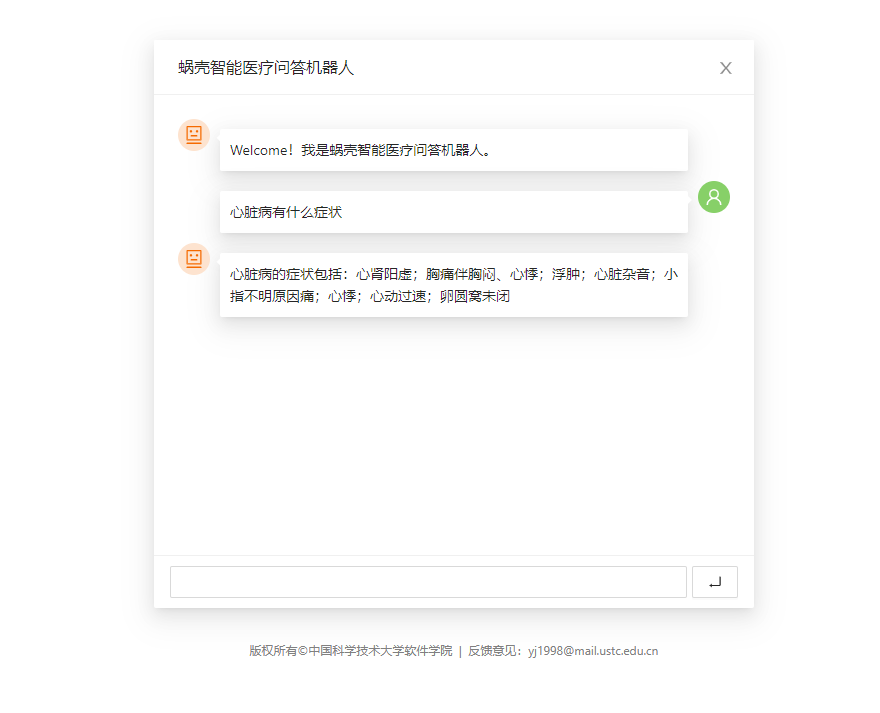 蜗壳智能医疗问答机器人
X
Welcome！我是蜗壳智能医疗问答机器人。
心脏病有什么症状
心脏病的症状包括：心肾阳虚；胸痛伴胸闷、心悸；浮肿；心脏杂音；小
指不明原因痛；心悸；心动过速；卵圆窝未闭
版权所有©中国科学技术大学软件学院 | 反馈意见：yj1998@mail.ustc.edu.cn